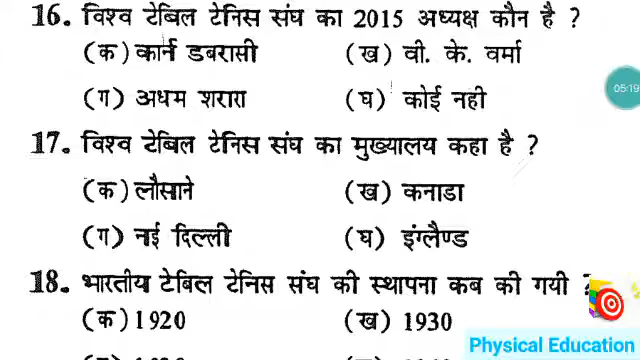 16. विश्व टेबिल टेनिस संघ का 2015 अध्यक्ष कौन है ?
(क) कार्न डबरासी (ख) वी. के. वर्मा
(ग) अधम शरारा (घ) कोई नही
05:19
17. विश्व टेबिल टेनिस संघ का मुख्यालय कहा है ?
(क) लौसाने (ख) कनाडा
(ग) नई दिल्ली (घ) इंग्लैण्ड
18. भारतीय टेबिल टेनिस संघ की स्थापना कब की गयी ?
(क) 1920 (ख) 1930
Physical Education